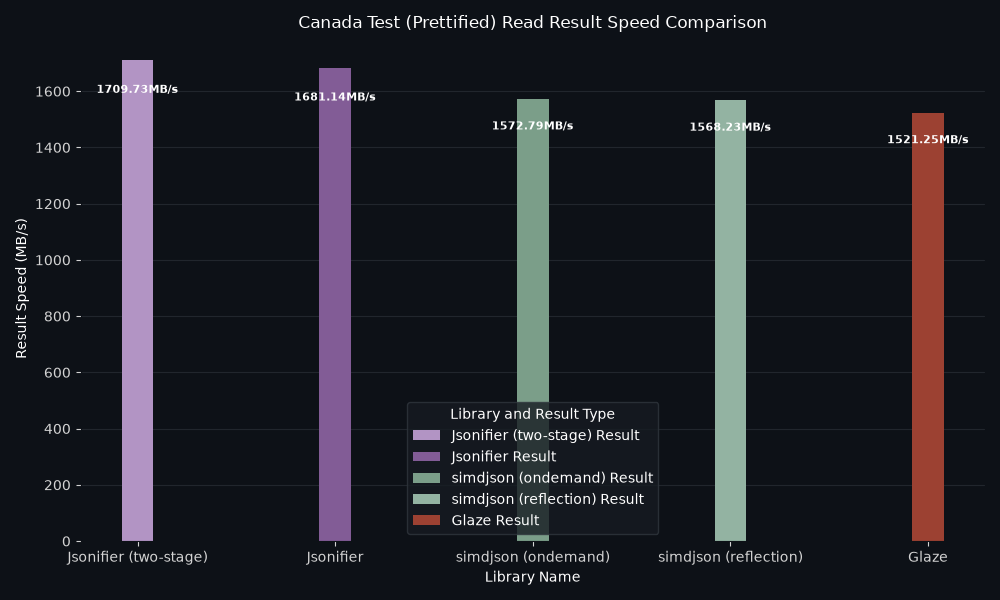 Canada Test (Prettified) Read Result Speed Comparison
Result Speed (MB/s)
1600
1400
1200
1000
800
600
400
200
0
1709.73MB/s
1681.14MB/s
1572.79MB/s
1568.23MB/s
1521.25MB/s
Library and Result Type
Jsonifier (two-stage) Result
Jsonifier Result
simdjson (ondemand) Result
simdjson (reflection) Result
Glaze Result
Jsonifier (two-stage)
Jsonifier
simdjson (ondemand)
simdjson (reflection)
Glaze
Library Name